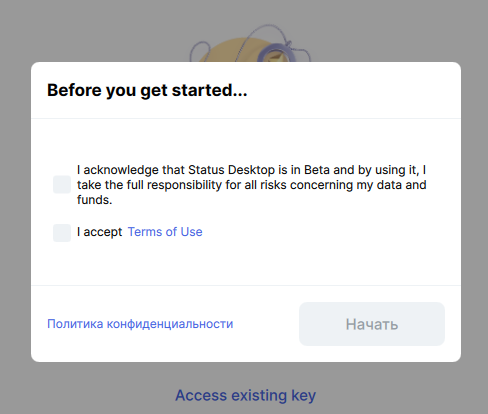 Before you get started...
I acknowledge that Status Desktop is in Beta and by using it, I
take the full responsibility for all risks concerning my data and
funds.
I accept Terms of Use
Политика конфиденциальности
Начать
Access existing key